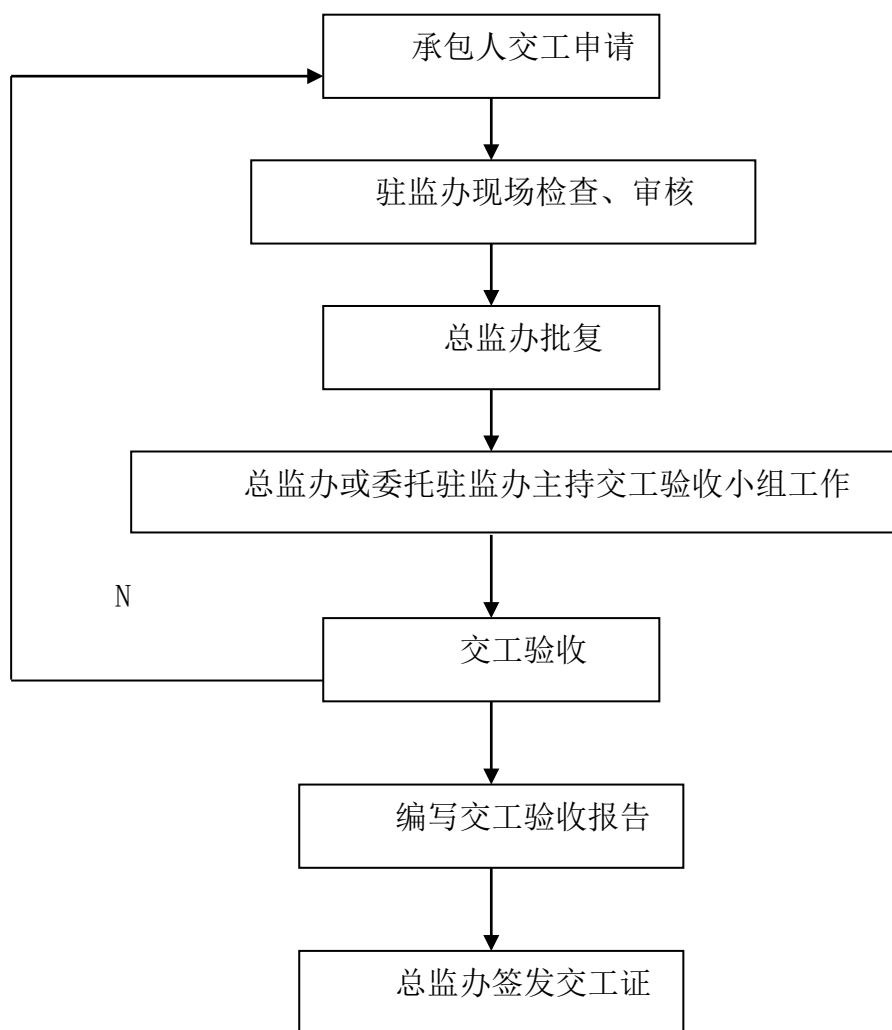 承包人交工申请
驻监办现场检查、审核
总监办批复
总监办或委托驻监办主持交工验收小组工作
N
交工验收
编写交工验收报告
总监办签发交工证